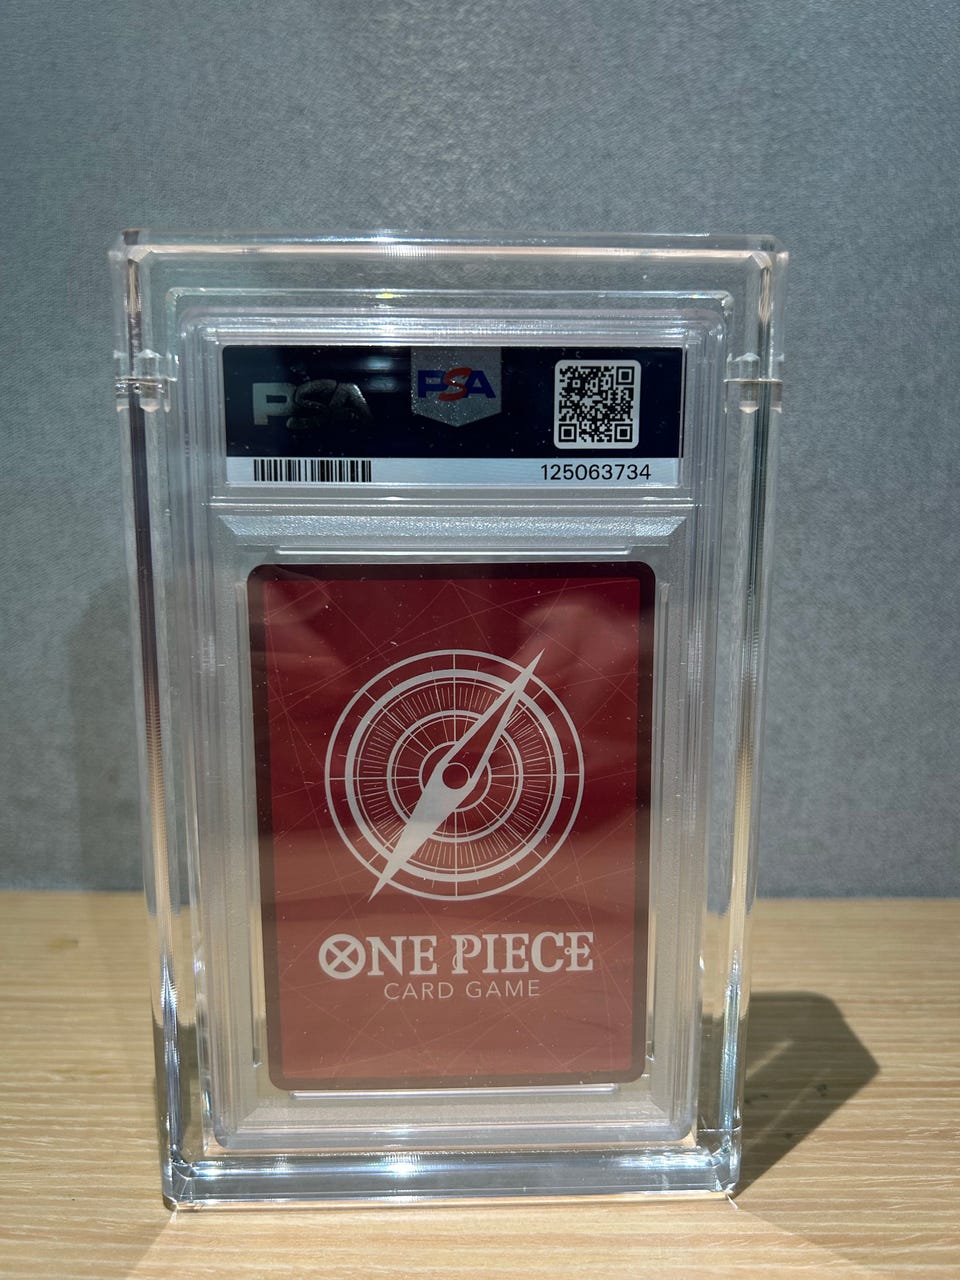 PSA
PSA
125063734
ONE PIECE
CARD GAME